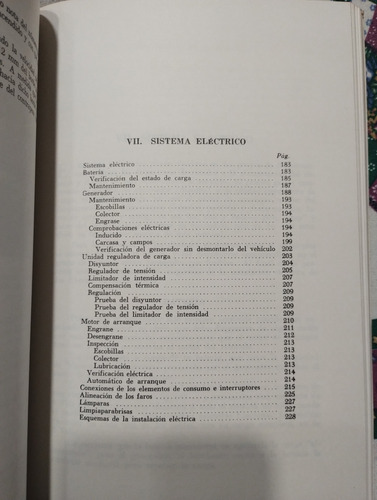 VII. SISTEMA ELÉCTRICO
Pág.
Sistema eléctrico 183
Batería 183
Verificación del estado de carga 185
Mantenimiento 187
Generador 188
Mantenimiento 193
Escobillas 193
Colector 194
Engrase 194
Comprobaciones eléctricas 194
Inducido 194
Carcasa y campos 199
Verificación del generador sin desmontarlo del vehículo 202
Unidad reguladora de carga 203
Disyuntor 204
Regulador de tensión 205
Limitador de intensidad 207
Compensación térmica 207
Regulación 209
Prueba del disyuntor 209
Prueba del regulador de tensión 209
Prueba del limitador de intensidad 209
Motor de arranque 210
Engrane 211
Desengrane 212
Inspección 213
Escobillas 213
Colector 213
Lubricación 213
Verificación eléctrica 214
Automático de arranque 214
Conexiones de los elementos de consumo e interruptores 215
Alineación de los faros 225
Lámparas 227
Limpiaparabrisas 227
Esquemas de la instalación eléctrica 228